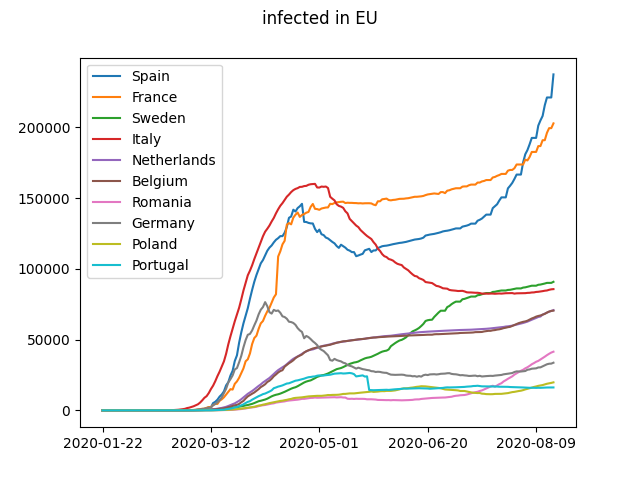 infected in EU
Spain
France
Sweden
Italy
Netherlands
Belgium
Romania
Germany
Poland
Portugal
200000
150000
100000
50000
0
2020-01-22 2020-03-12 2020-05-01 2020-06-20 2020-08-09